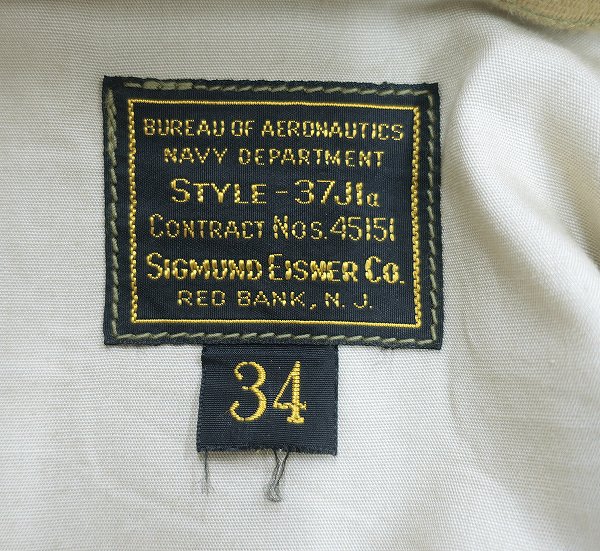 BUREAU OF AERONAUTICS
NAVY DEPARTMENT
STYLE-37J1a
CONTRACT NOS. 45151
SIGMUND EISNER CO.
RED BANK, N. J.
34